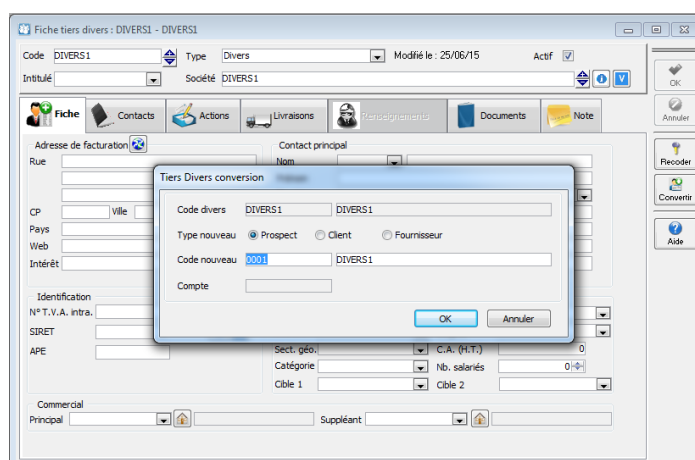 Fiche tiers divers : DIVERS1 - DIVERS1
Code DIVERS1 Type Divers Modifié le : 25/06/15 Actif
Intitulé Société DIVERS1
OK
Annuler
Recoder
Convertir
Aide
Fiche Contacts Actions Livraisons Renseignements Documents Note
Adresse de facturation Contact principal
Rue Nom
Tiers Divers conversion
Code divers DIVERS1 DIVERS1
Type nouveau Prospect Client Fournisseur
Code nouveau 0001 DIVERS1
Compte
OK Annuler
CP Ville
Pays
Web
Intérêt
Identification
N° T.V.A. intra.
SIRET
APE Sect. géo. C.A. (H.T.) 0
Catégorie Nb. salariés 0
Cible 1 Cible 2
Commercial
Principal Suppléant